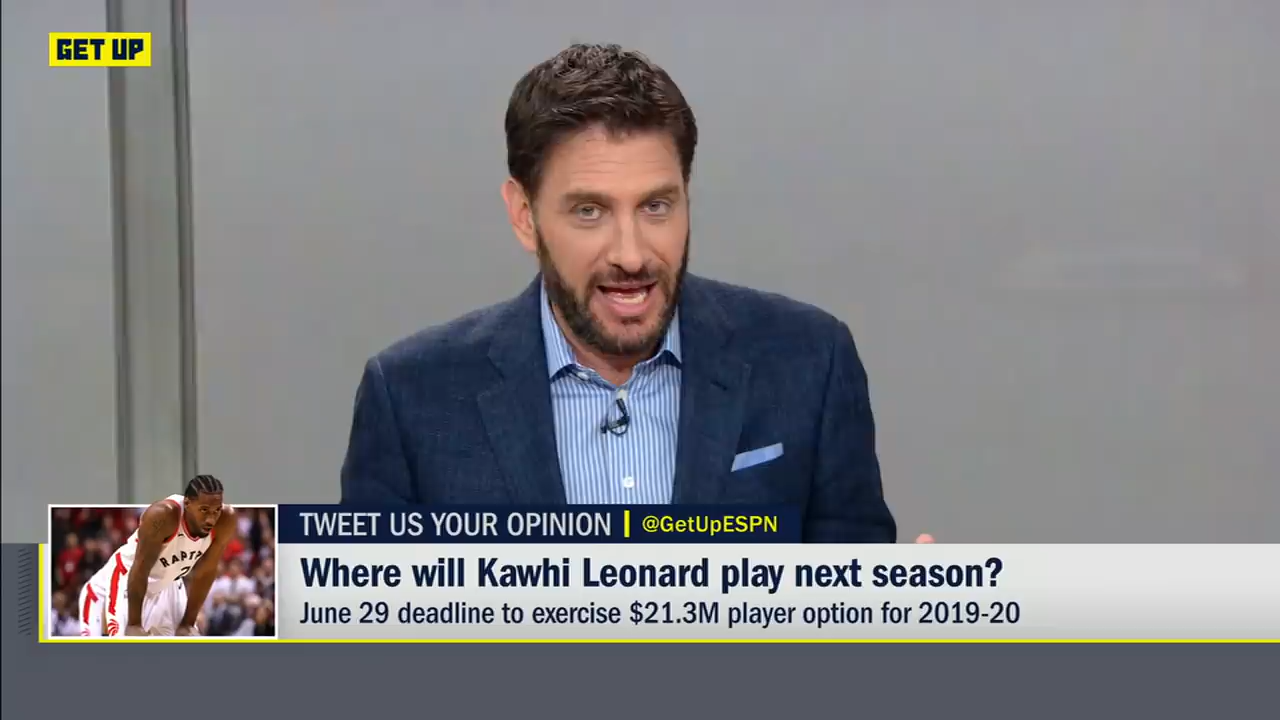 GET UP
TWEET US YOUR OPINION | @GetUpESPN
Where will Kawhi Leonard play next season?
June 29 deadline to exercise $21.3M player option for 2019-20